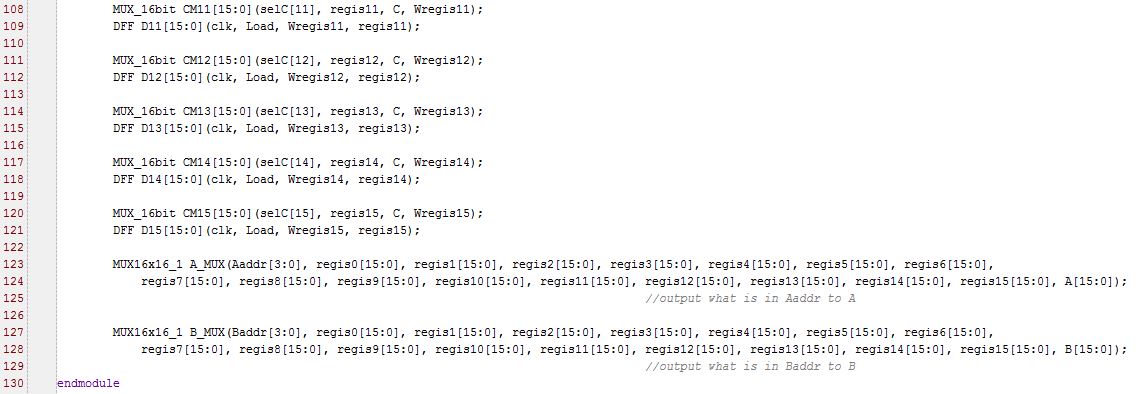 108 MUX_16bit CM11[15:0](selC[11], regis11, C, Wregis11);
109 DFF D11[15:0](clk, Load, Wregis11, regis11);
110
111 MUX_16bit CM12[15:0](selC[12], regis12, C, Wregis12);
112 DFF D12[15:0](clk, Load, Wregis12, regis12);
113
114 MUX_16bit CM13[15:0](selC[13], regis13, C, Wregis13);
115 DFF D13[15:0](clk, Load, Wregis13, regis13);
116
117 MUX_16bit CM14[15:0](selC[14], regis14, C, Wregis14);
118 DFF D14[15:0](clk, Load, Wregis14, regis14);
119
120 MUX_16bit CM15[15:0](selC[15], regis15, C, Wregis15);
121 DFF D15[15:0](clk, Load, Wregis15, regis15);
122
123 MUX16x16_1 A_MUX(Aaddr[3:0], regis0[15:0], regis1[15:0], regis2[15:0], regis3[15:0], regis4[15:0], regis5[15:0], regis6[15:0],
124 regis7[15:0], regis8[15:0], regis9[15:0], regis10[15:0], regis11[15:0], regis12[15:0], regis13[15:0], regis14[15:0], regis15[15:0], A[15:0]);
125 //output what is in Aaddr to A
126
127 MUX16x16_1 B_MUX(Baddr[3:0], regis0[15:0], regis1[15:0], regis2[15:0], regis3[15:0], regis4[15:0], regis5[15:0], regis6[15:0],
128 regis7[15:0], regis8[15:0], regis9[15:0], regis10[15:0], regis11[15:0], regis12[15:0], regis13[15:0], regis14[15:0], regis15[15:0], B[15:0]);
129 //output what is in Baddr to B
130 endmodule